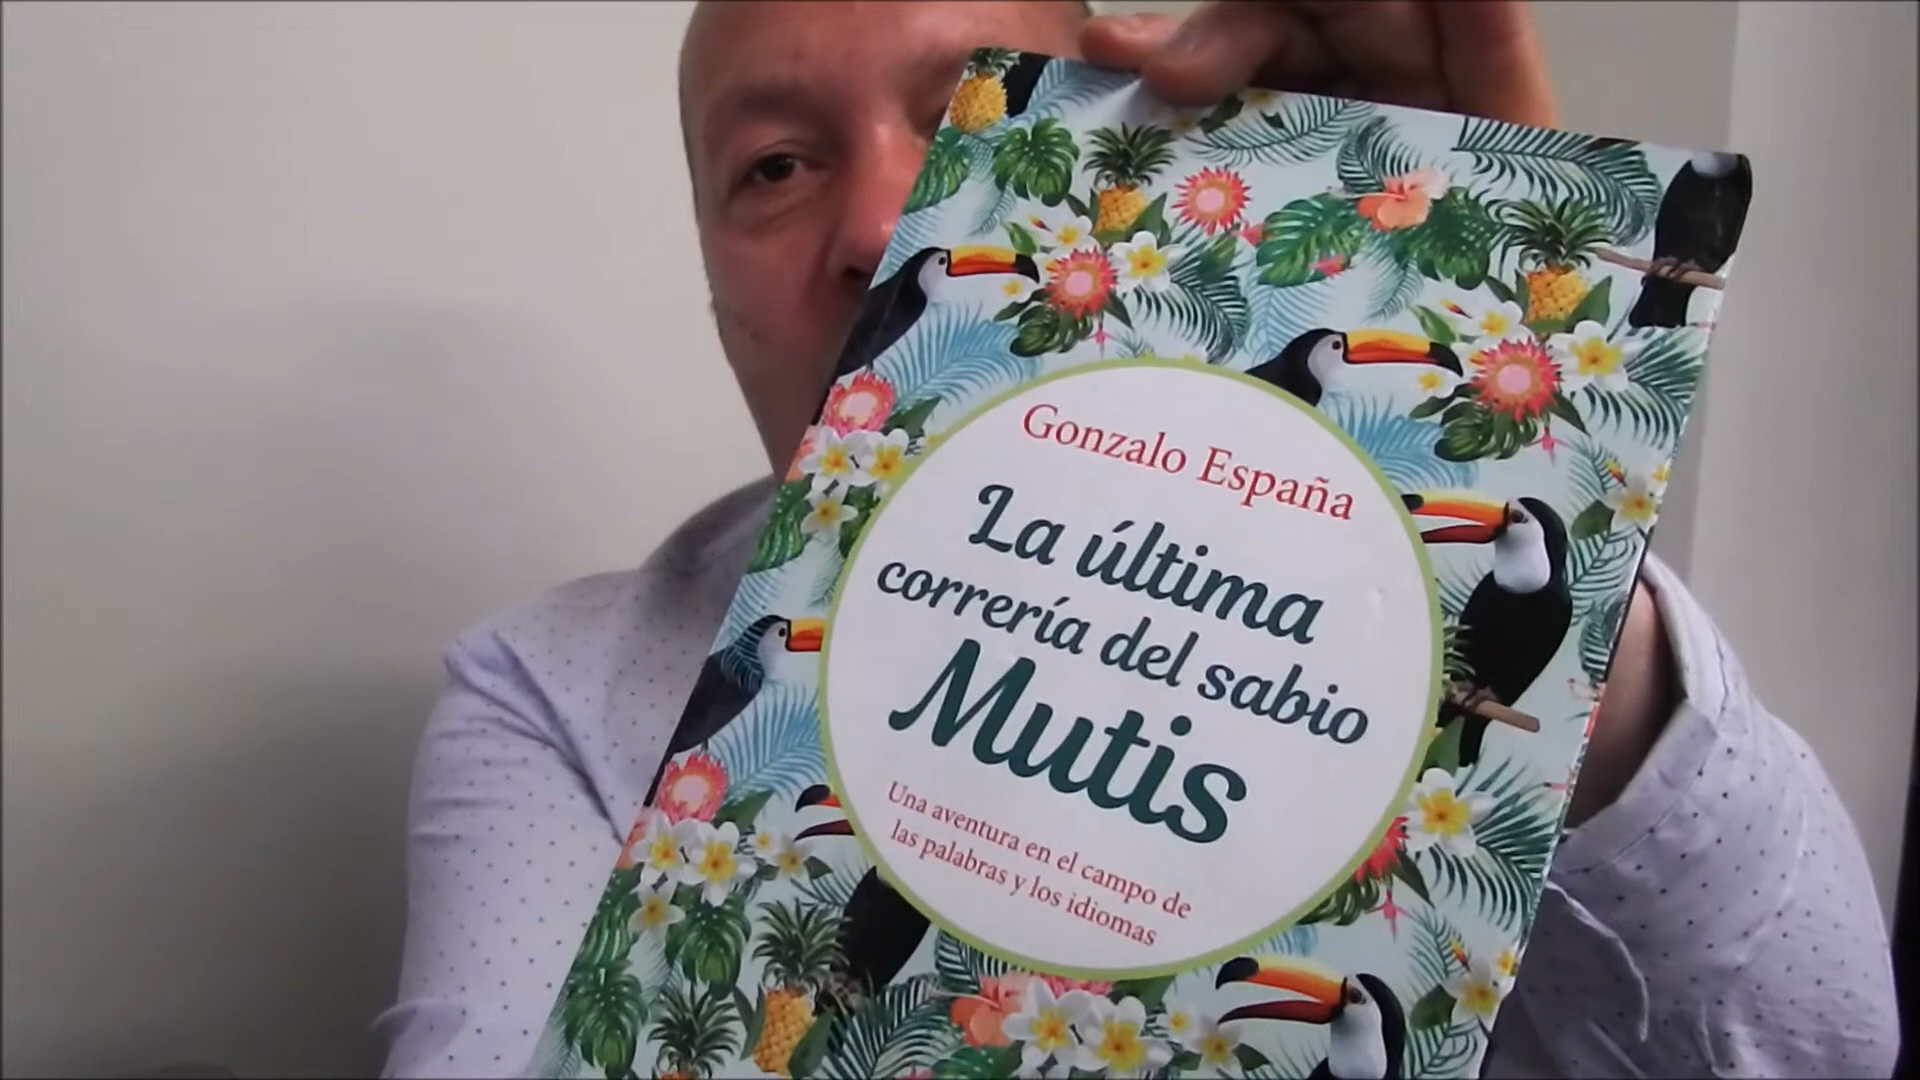 Gonzalo España
La última
correría del sabio
Mutis
Una aventura en el campo de
las palabras y los idiomas